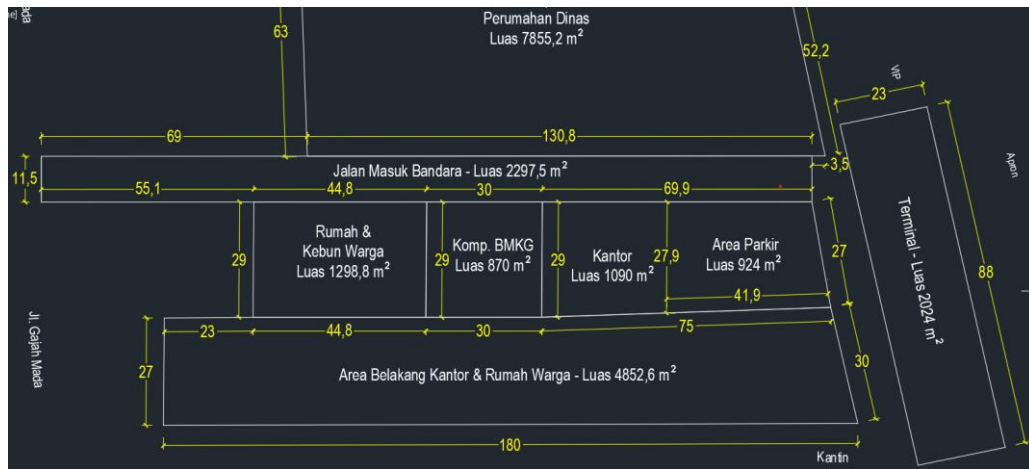 Perumahan Dinas
Luas 7855,2 m²
63
52,2
VIP
23
69
130,8
3,5
Apron
11,5
Jalan Masuk Bandara - Luas 2297,5 m²
55,1
44,8
30
69,9
Rumah &
Kebun Warga
Luas 1298,8 m²
29
Komp. BMKG
Luas 870 m²
29
Kantor
Luas 1090 m²
29
27,9
Area Parkir
Luas 924 m²
41,9
27
Terminal - Luas 2024 m²
88
Jl. Gajah Mada
23
44,8
30
75
27
Area Belakang Kantor & Rumah Warga - Luas 4852,6 m²
30
180
Kantin